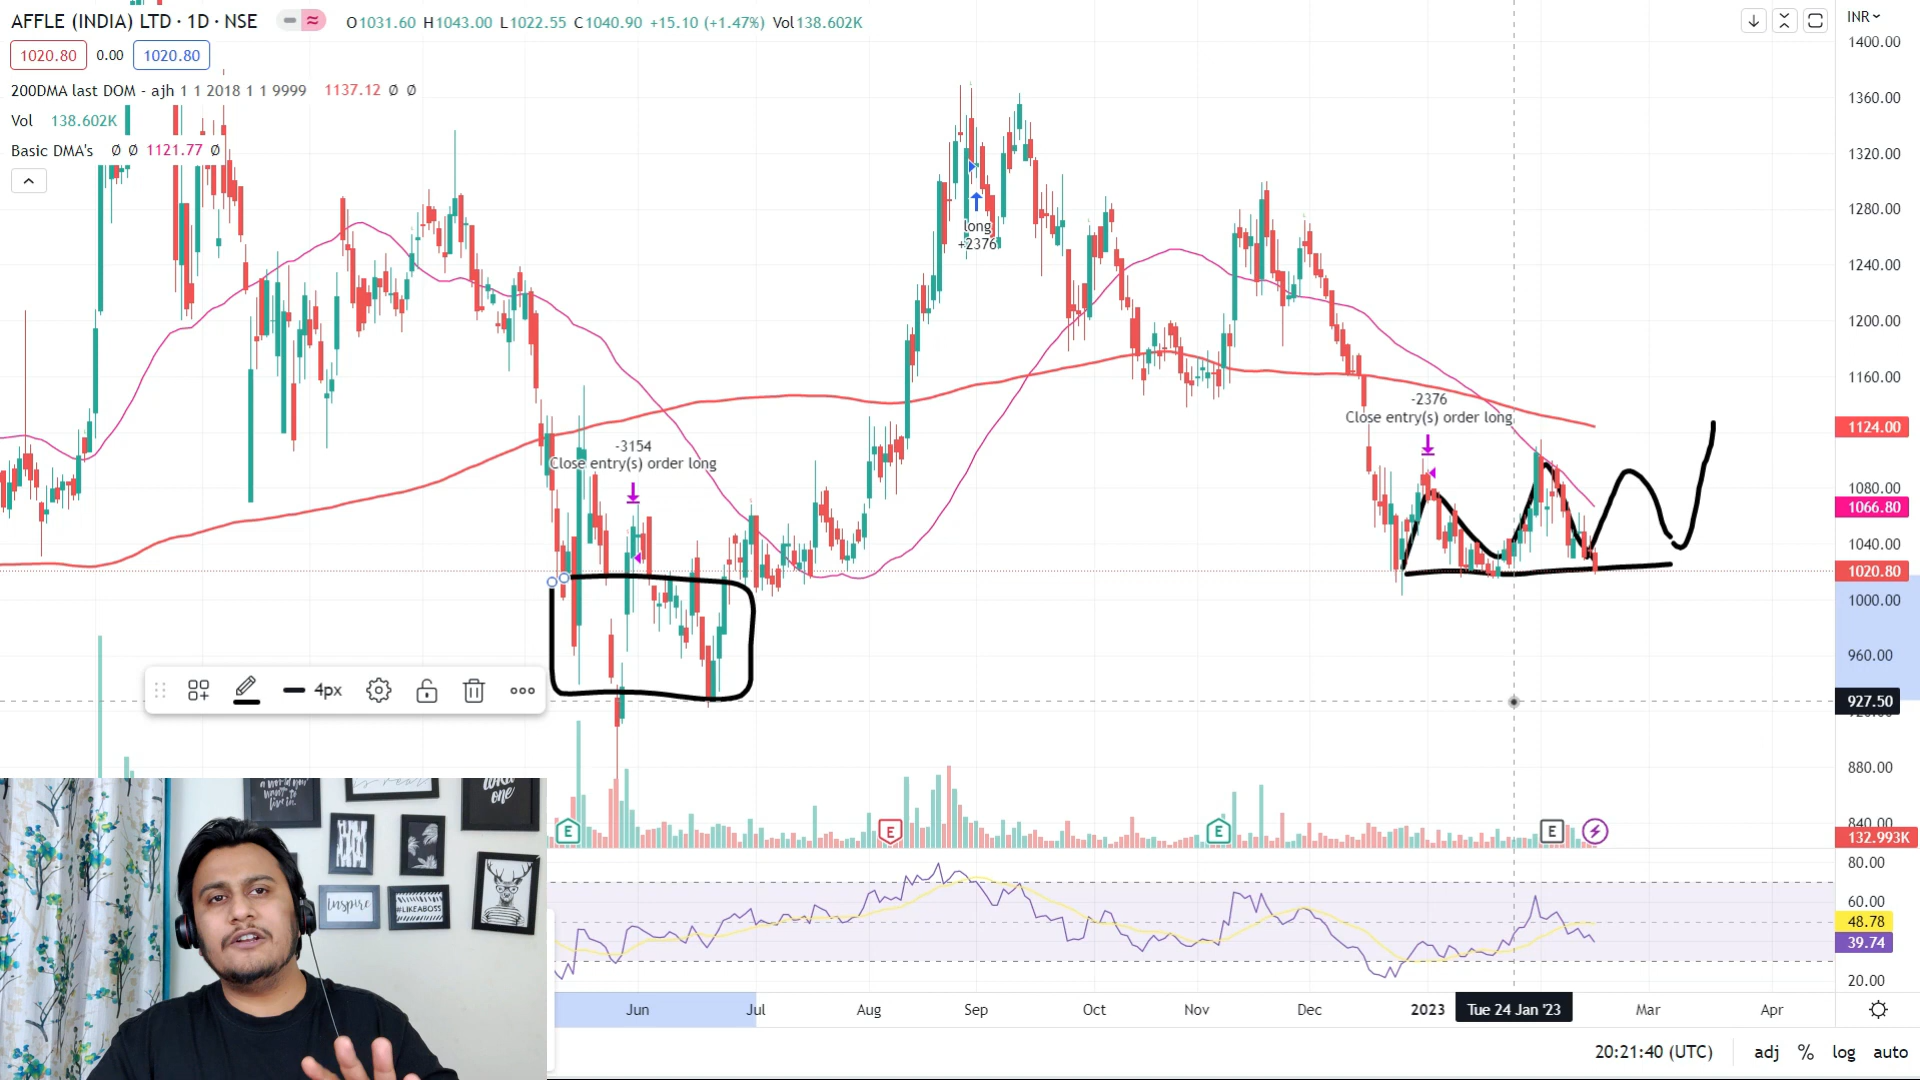 AFFLE (INDIA) LTD · 1D · NSE
O1031.60 H1043.00 L1022.55 C1040.90 +15.10 (+1.47%) Vol138.602K
INR
1020.80 0.00 1020.80
200DMA last DOM - ajh 1 1 2018 1 1 9999 1137.12 Ø Ø
Vol 138.602K
Basic DMA's Ø Ø 1121.77 Ø
1400.00
1360.00
1320.00
1280.00
1240.00
1200.00
1160.00
1124.00
1080.00
1066.80
1040.00
1020.80
1000.00
960.00
927.50
880.00
132.993K
80.00
60.00
48.78
39.74
20.00
long
+2376
-2376
Close entry(s) order long
-3154
Close entry(s) order long
4px
E
E
E
E
Inspire
#LIKEABOSS
Jun Jul Aug Sep Oct Nov Dec 2023 Tue 24 Jan '23 Mar Apr
20:21:40 (UTC) adj % log auto